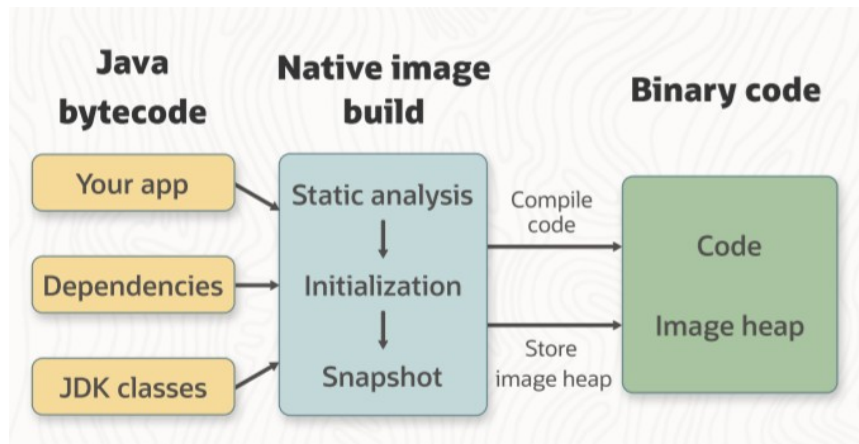 Java
bytecode
Your app
Dependencies
JDK classes
Native image
build
Static analysis
Initialization
Snapshot
Compile
code
Store
image heap
Binary code
Code
Image heap